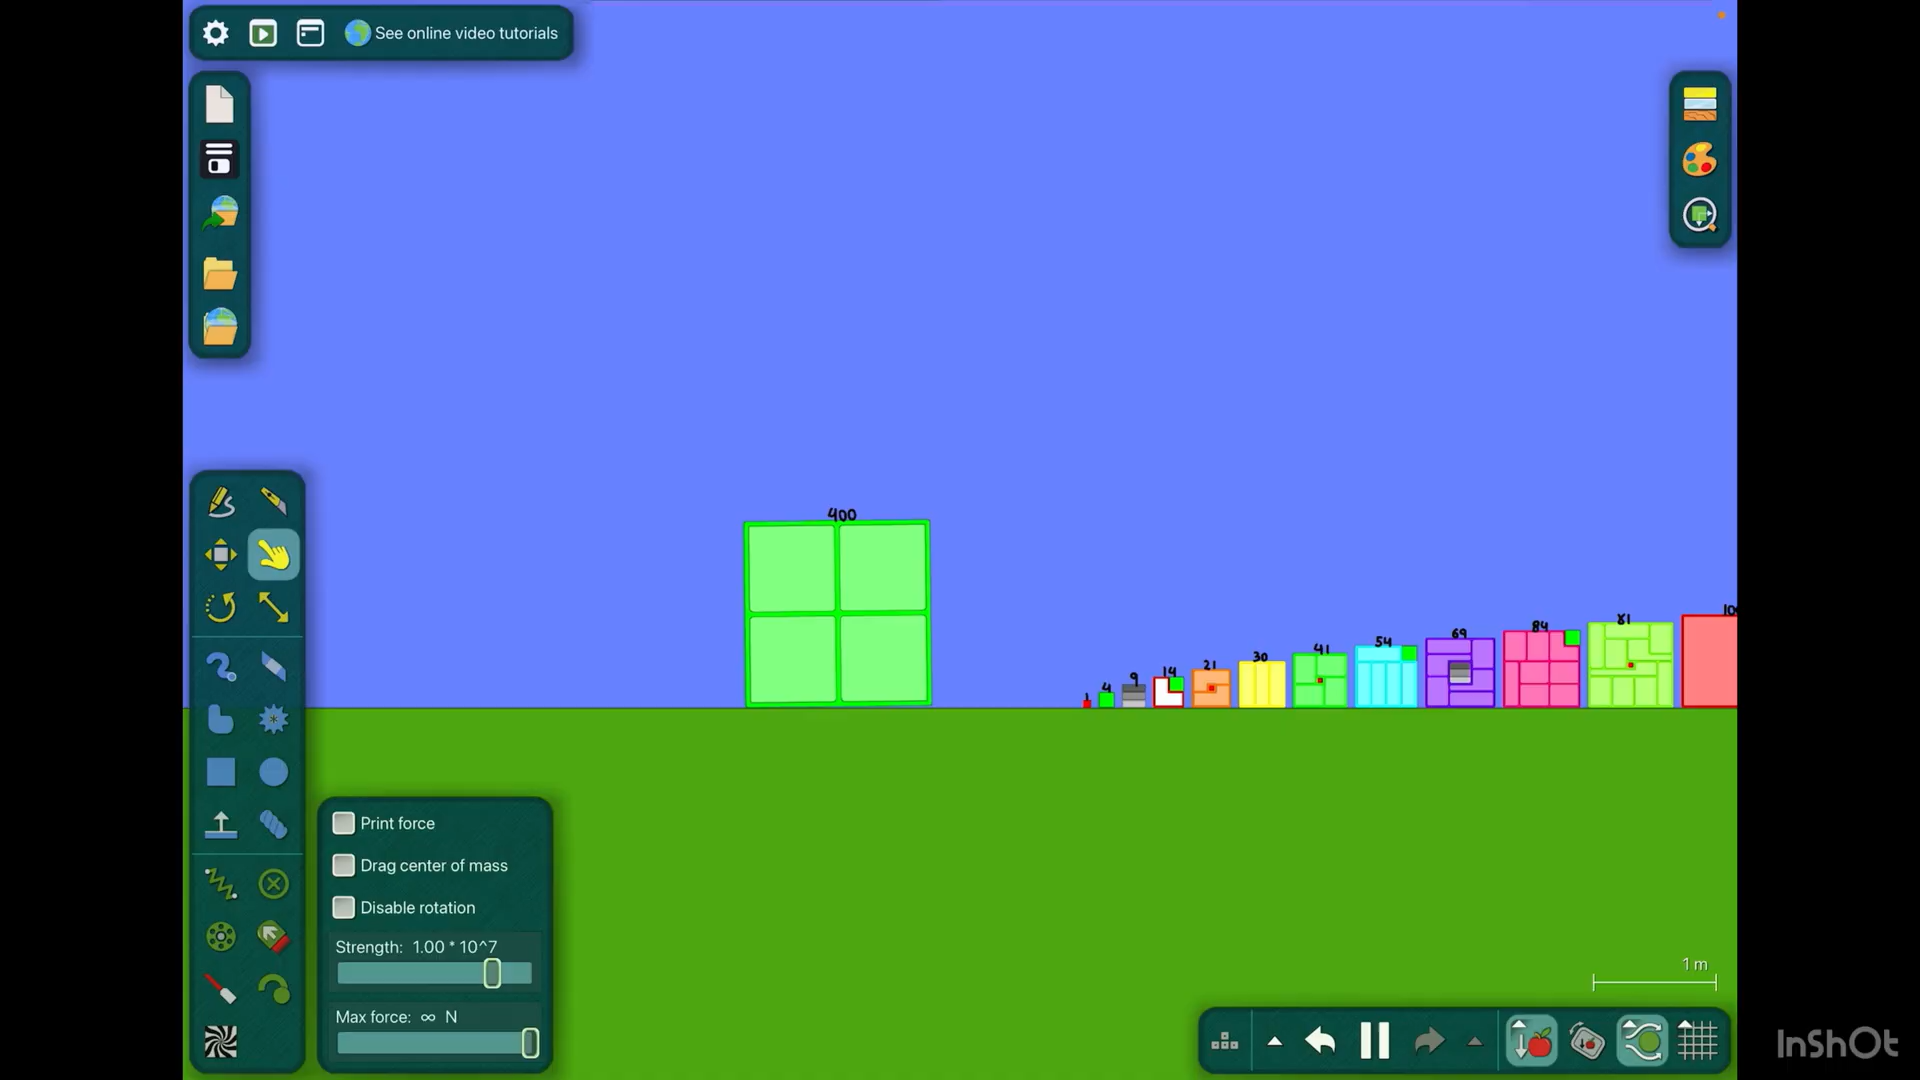 See online video tutorials
400
1 4 9 14 21 30 41 54 69 84 81 100
Print force
Drag center of mass
Disable rotation
Strength: 1.00 * 10^7
Max force: ∞ N
1 m
InShOt